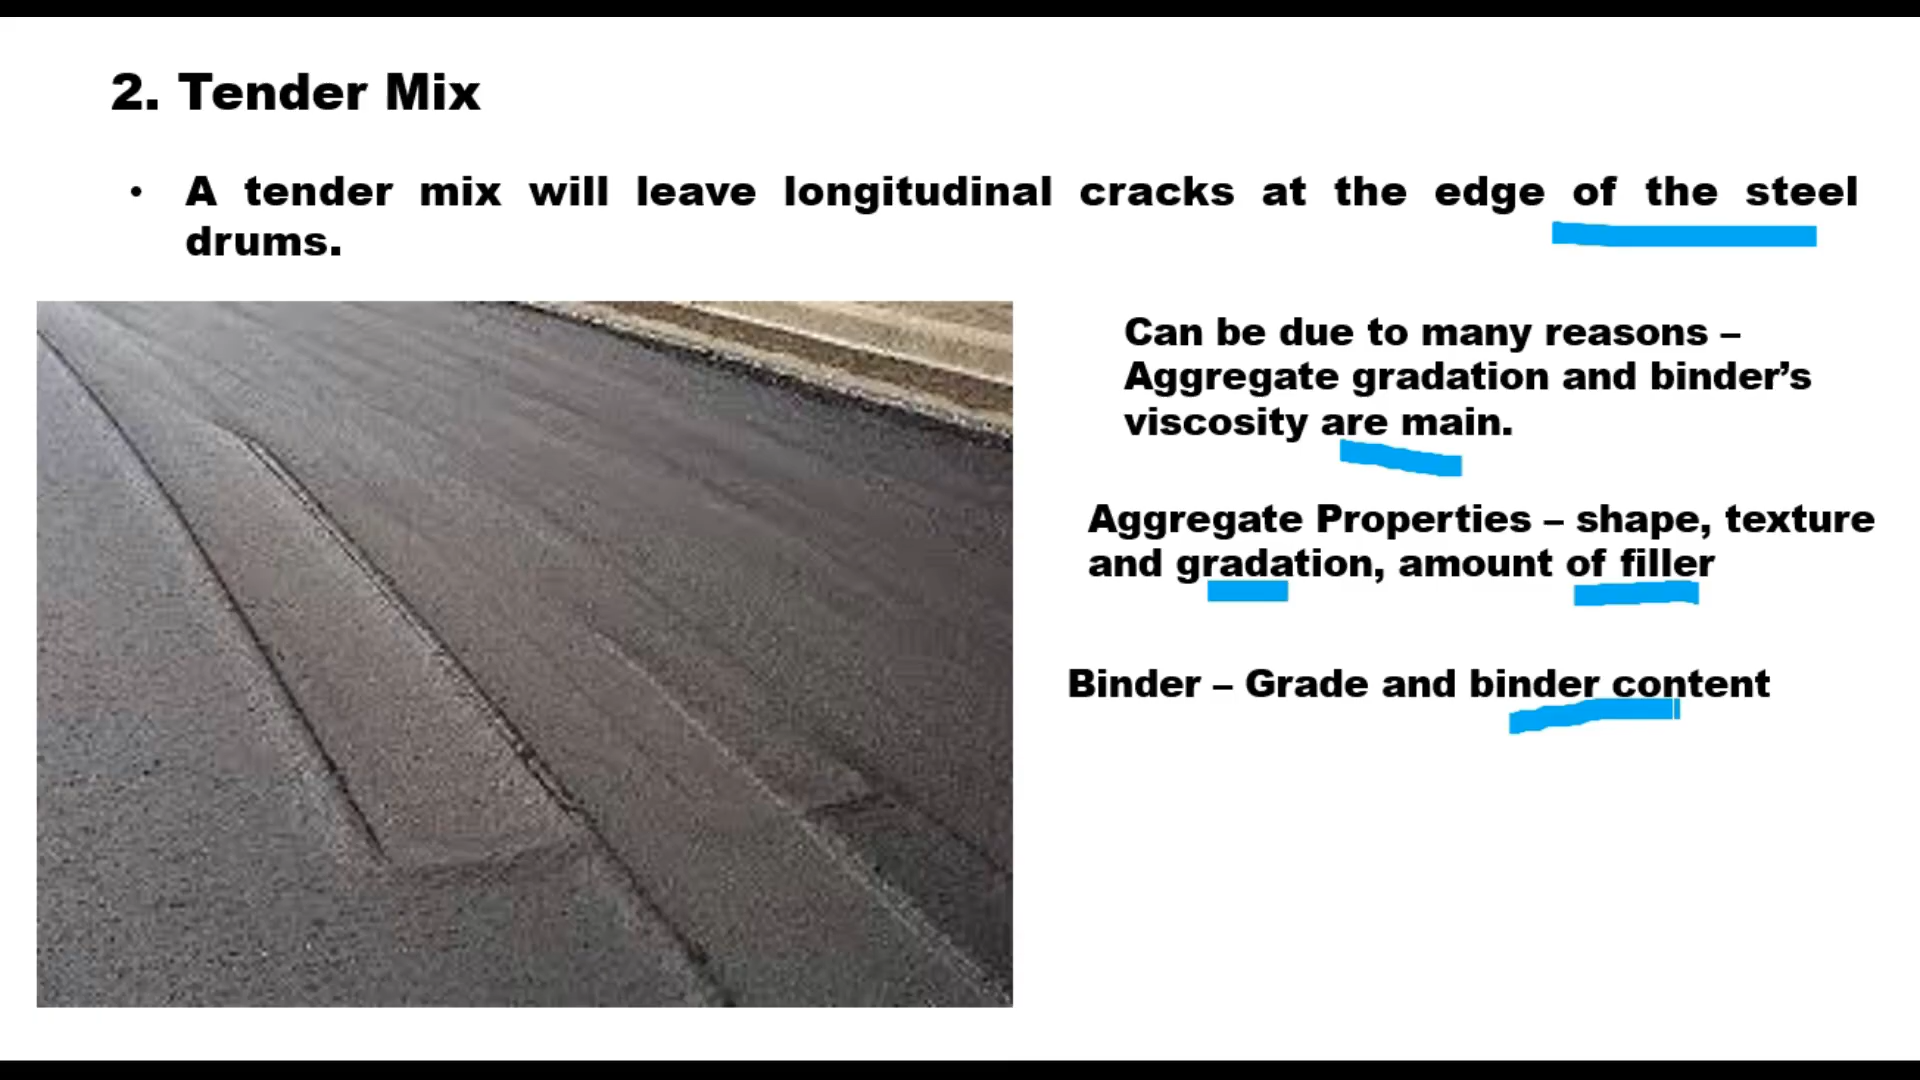 2. Tender Mix
• A tender mix will leave longitudinal cracks at the edge of the steel
drums.
Can be due to many reasons –
Aggregate gradation and binder’s
viscosity are main.
Aggregate Properties – shape, texture
and gradation, amount of filler
Binder – Grade and binder content